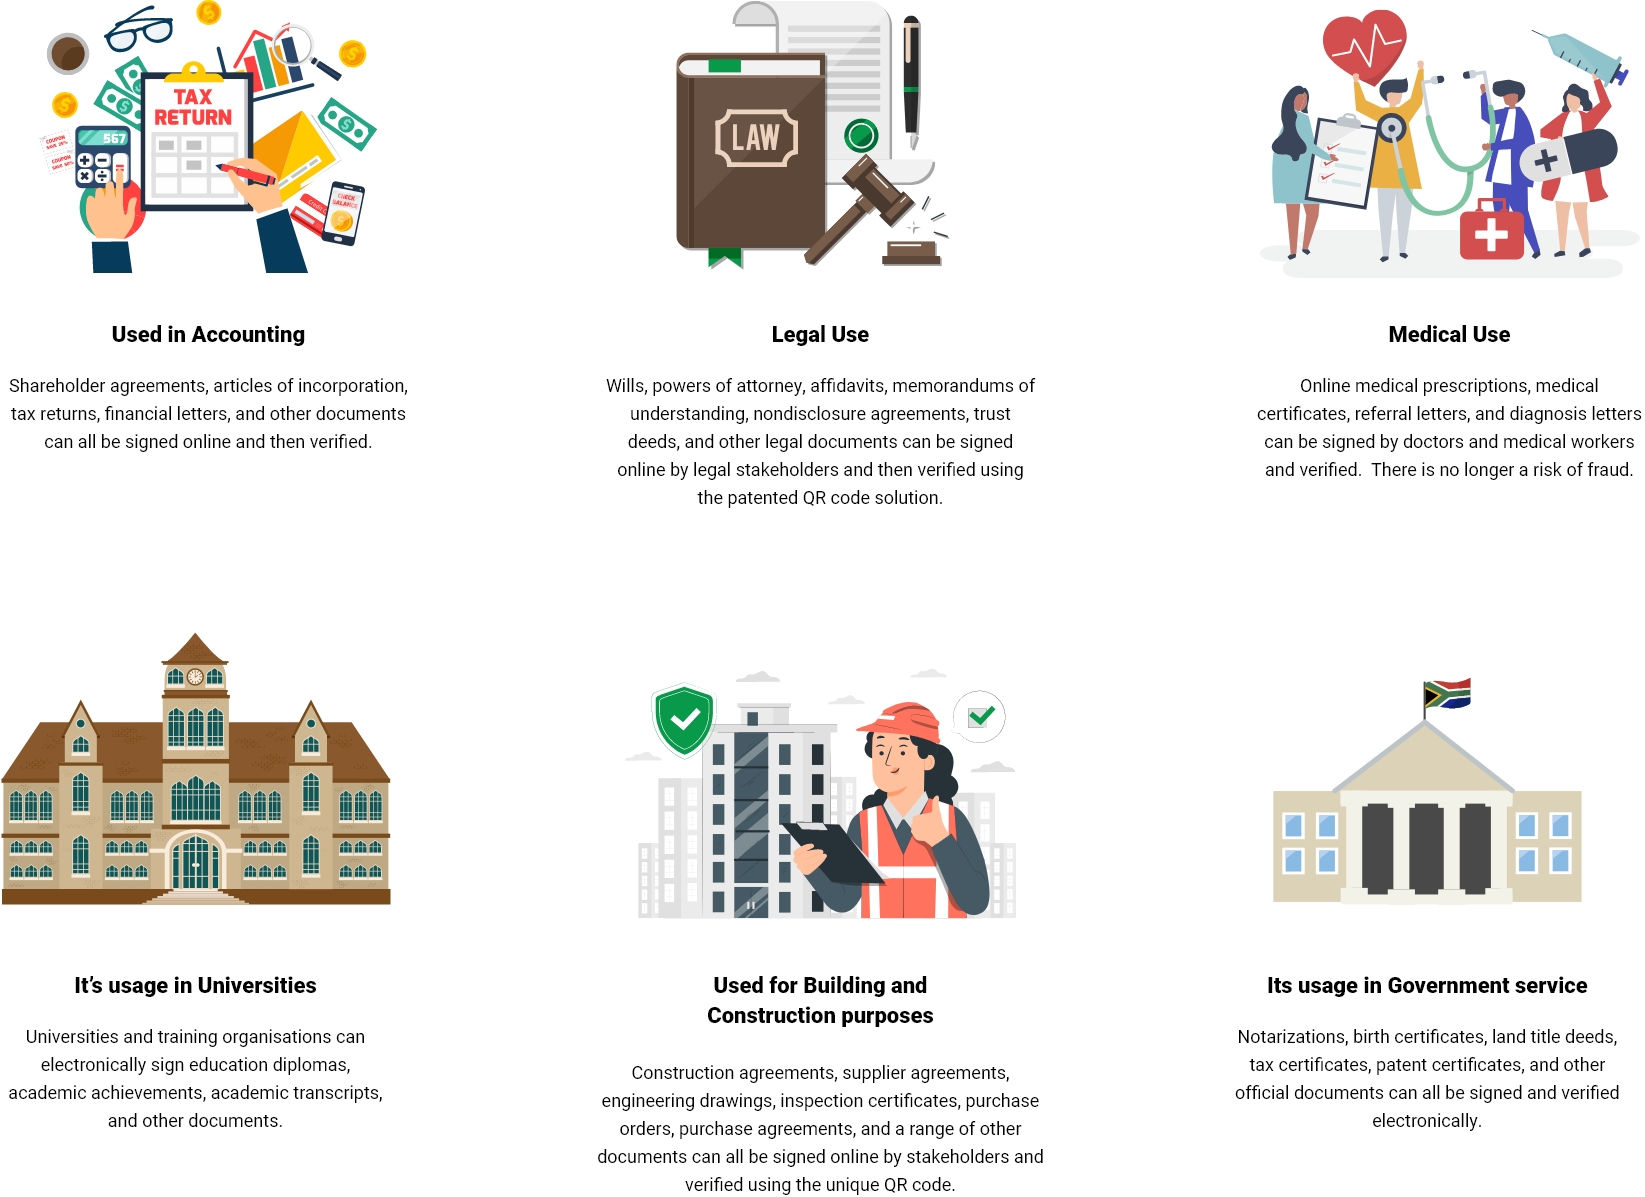 TAX
RETURN
567
COUPON
SAVE 25%
COUPON
SAVE 50%
Credit C
CHECK
BALANCE
LAW
Used in Accounting
Shareholder agreements, articles of incorporation,
tax returns, financial letters, and other documents
can all be signed online and then verified.
Legal Use
Wills, powers of attorney, affidavits, memorandums of
understanding, nondisclosure agreements, trust
deeds, and other legal documents can be signed
online by legal stakeholders and then verified using
the patented QR code solution.
Medical Use
Online medical prescriptions, medical
certificates, referral letters, and diagnosis letters
can be signed by doctors and medical workers
and verified.  There is no longer a risk of fraud.
It’s usage in Universities
Universities and training organisations can
electronically sign education diplomas,
academic achievements, academic transcripts,
and other documents.
Used for Building and
Construction purposes
Construction agreements, supplier agreements,
engineering drawings, inspection certificates, purchase
orders, purchase agreements, and a range of other
documents can all be signed online by stakeholders and
verified using the unique QR code.
Its usage in Government service
Notarizations, birth certificates, land title deeds,
tax certificates, patent certificates, and other
official documents can all be signed and verified
electronically.